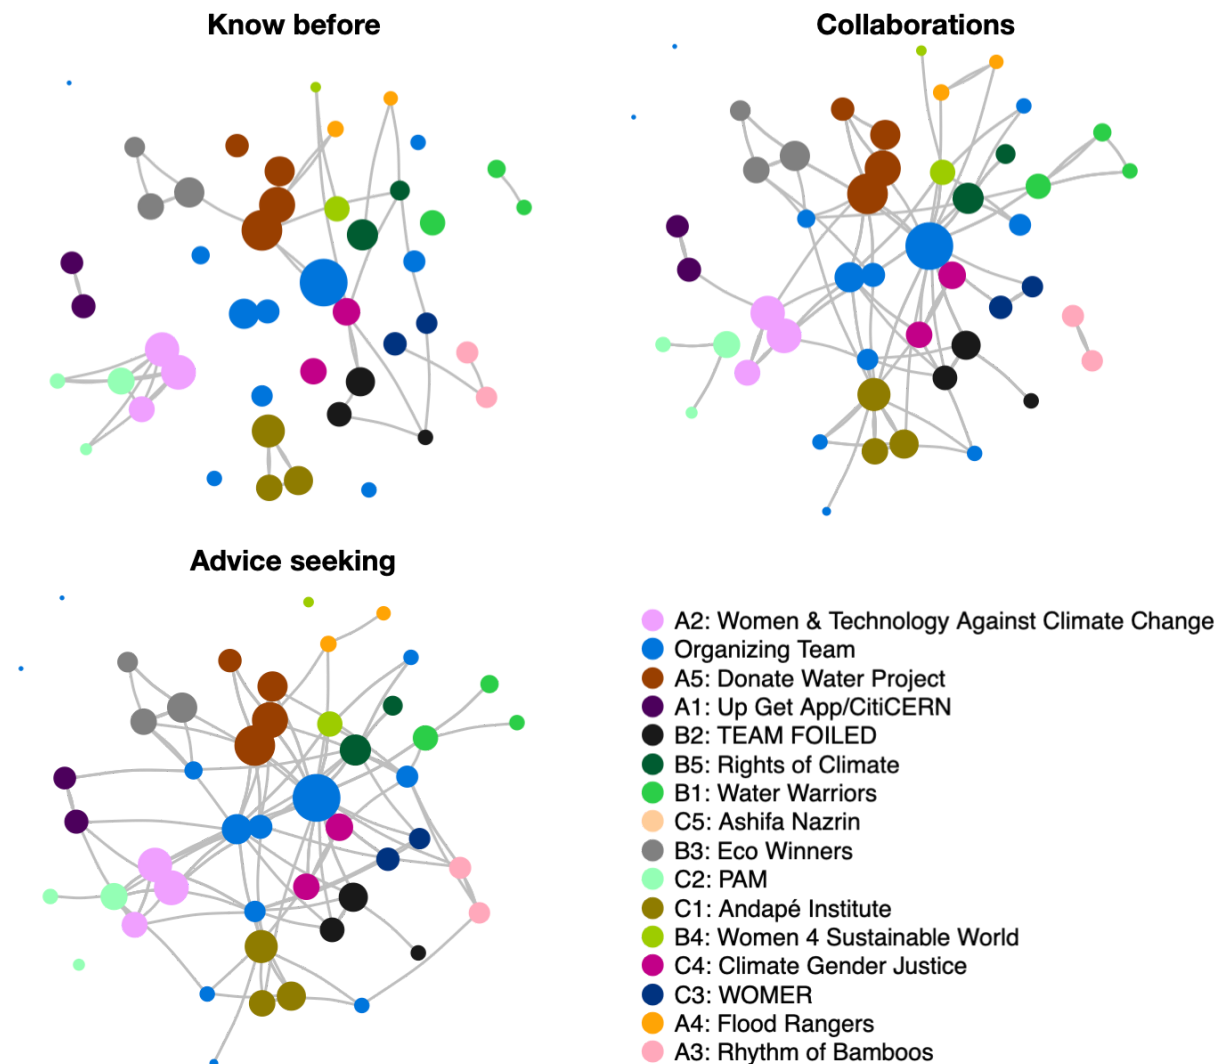 Know before
Collaborations
Advice seeking
A2: Women & Technology Against Climate Change
Organizing Team
A5: Donate Water Project
A1: Up Get App/CitiCERN
B2: TEAM FOILED
B5: Rights of Climate
B1: Water Warriors
C5: Ashifa Nazrin
B3: Eco Winners
C2: PAM
C1: Andapé Institute
B4: Women 4 Sustainable World
C4: Climate Gender Justice
C3: WOMER
A4: Flood Rangers
A3: Rhythm of Bamboos